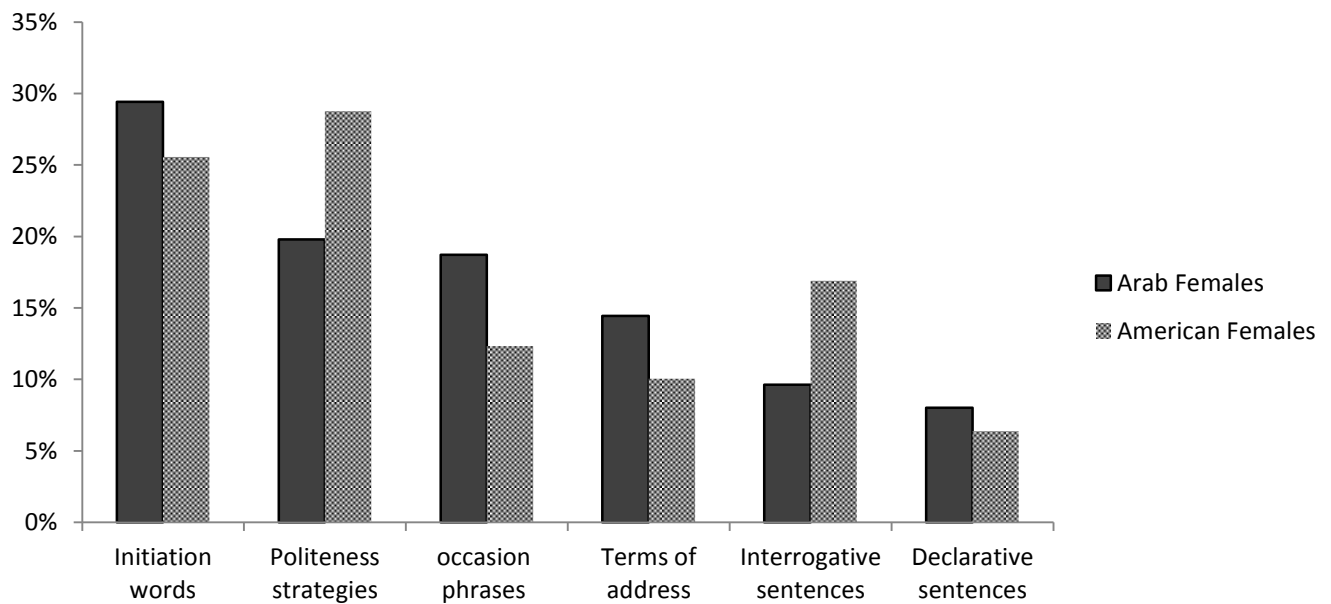 35%
30%
25%
20%
15%
10%
5%
0%
Initiation
words
Politeness
strategies
occasion
phrases
Terms of
address
Interrogative
sentences
Declarative
sentences
Arab Females
American Females